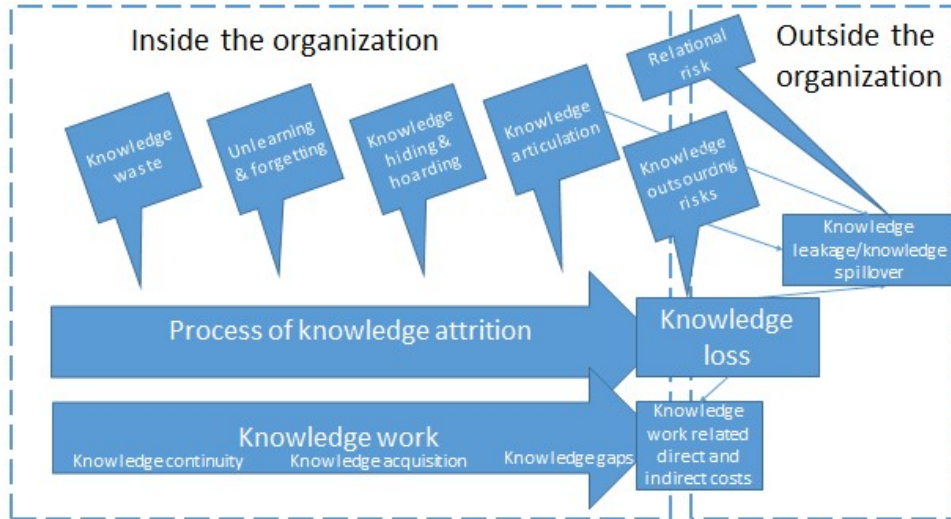 Inside the organization
Outside the
organization
Relational
risk
Knowledge
waste
Unlearning
& forgetting
Knowledge
hiding &
hoarding
Knowledge
articulation
Knowledge
outsourcing
risks
Knowledge
leakage/knowledge
spillover
Process of knowledge attrition
Knowledge
loss
Knowledge work
Knowledge continuity
Knowledge acquisition
Knowledge gaps
Knowledge
work related
direct and
indirect costs